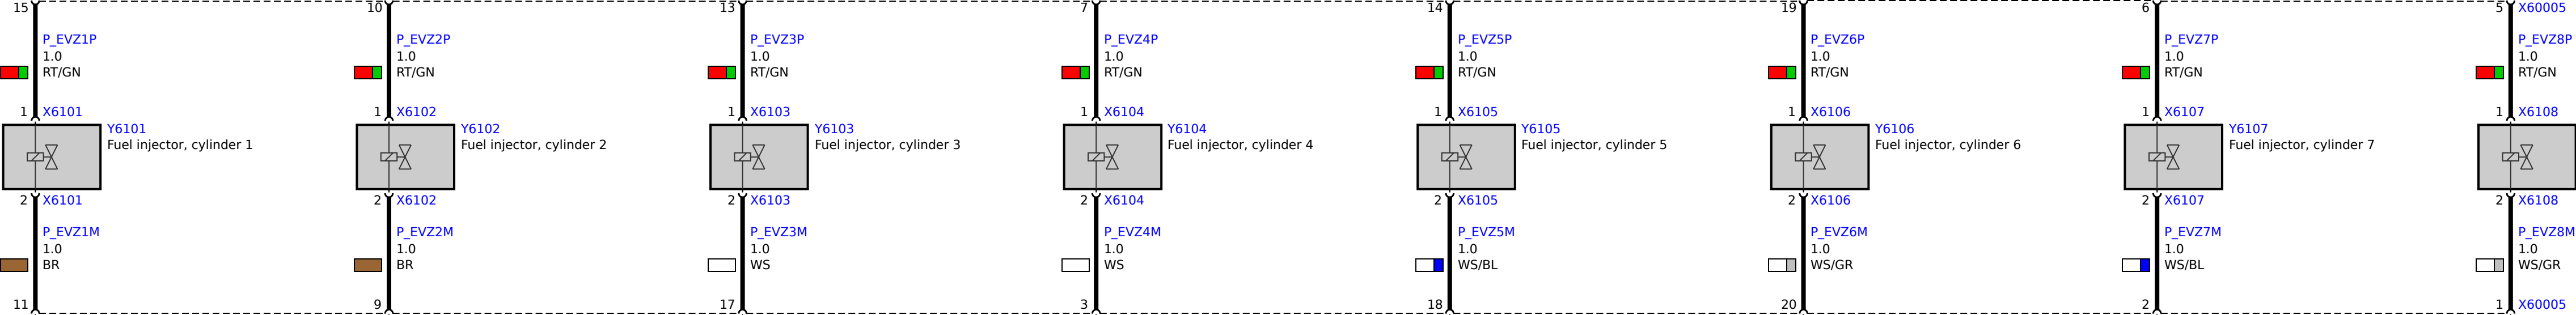 15 10 13 7 14 19 6 5 X60005
P_EVZ1P P_EVZ2P P_EVZ3P P_EVZ4P P_EVZ5P P_EVZ6P P_EVZ7P P_EVZ8P
1.0 1.0 1.0 1.0 1.0 1.0 1.0 1.0
RT/GN RT/GN RT/GN RT/GN RT/GN RT/GN RT/GN RT/GN
1 X6101 1 X6102 1 X6103 1 X6104 1 X6105 1 X6106 1 X6107 1 X6108
Y6101 Y6102 Y6103 Y6104 Y6105 Y6106 Y6107
Fuel injector, cylinder 1 Fuel injector, cylinder 2 Fuel injector, cylinder 3 Fuel injector, cylinder 4 Fuel injector, cylinder 5 Fuel injector, cylinder 6 Fuel injector, cylinder 7
2 X6101 2 X6102 2 X6103 2 X6104 2 X6105 2 X6106 2 X6107 2 X6108
P_EVZ1M P_EVZ2M P_EVZ3M P_EVZ4M P_EVZ5M P_EVZ6M P_EVZ7M P_EVZ8M
1.0 1.0 1.0 1.0 1.0 1.0 1.0 1.0
BR BR WS WS WS/BL WS/GR WS/BL WS/GR
11 9 17 3 18 20 2 1 X60005